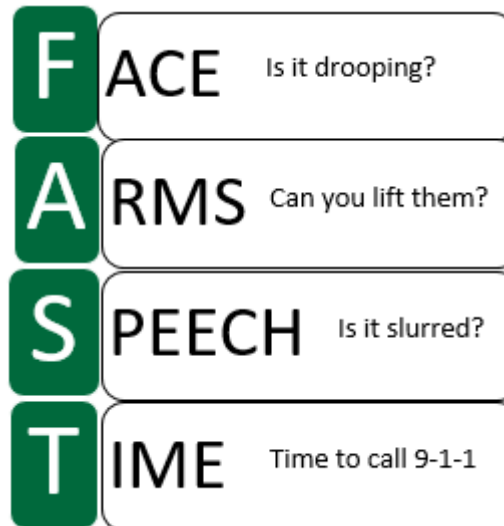 FACE Is it drooping?
ARMS Can you lift them?
SPEECH Is it slurred?
TIME Time to call 9-1-1